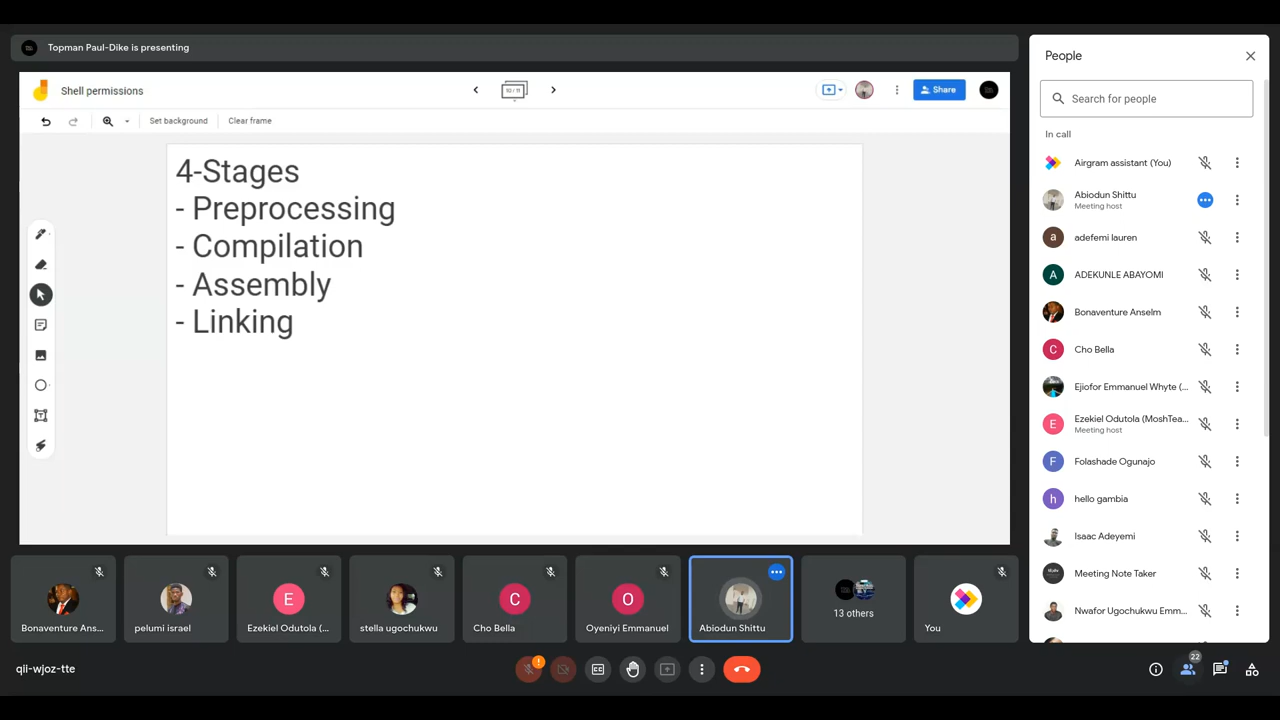 Topman Paul-Dike is presenting
Shell permissions
10 / 11
Share
Set background
Clear frame
4-Stages
- Preprocessing
- Compilation
- Assembly
- Linking
Bonaventure Ans...
pelumi israel
E
Ezekiel Odutola (...
stella ugochukwu
C
Cho Bella
O
Oyeniyi Emmanuel
Abiodun Shittu
13 others
You
qii-wjoz-tte
22
People
Search for people
In call
Airgram assistant (You)
Abiodun Shittu
Meeting host
a
adefemi lauren
A
ADEKUNLE ABAYOMI
Bonaventure Anselm
C
Cho Bella
Ejiofor Emmanuel Whyte (...
E
Ezekiel Odutola (MoshTea...
Meeting host
F
Folashade Ogunajo
h
hello gambia
Isaac Adeyemi
Meeting Note Taker
Nwafor Ugochukwu Emm...